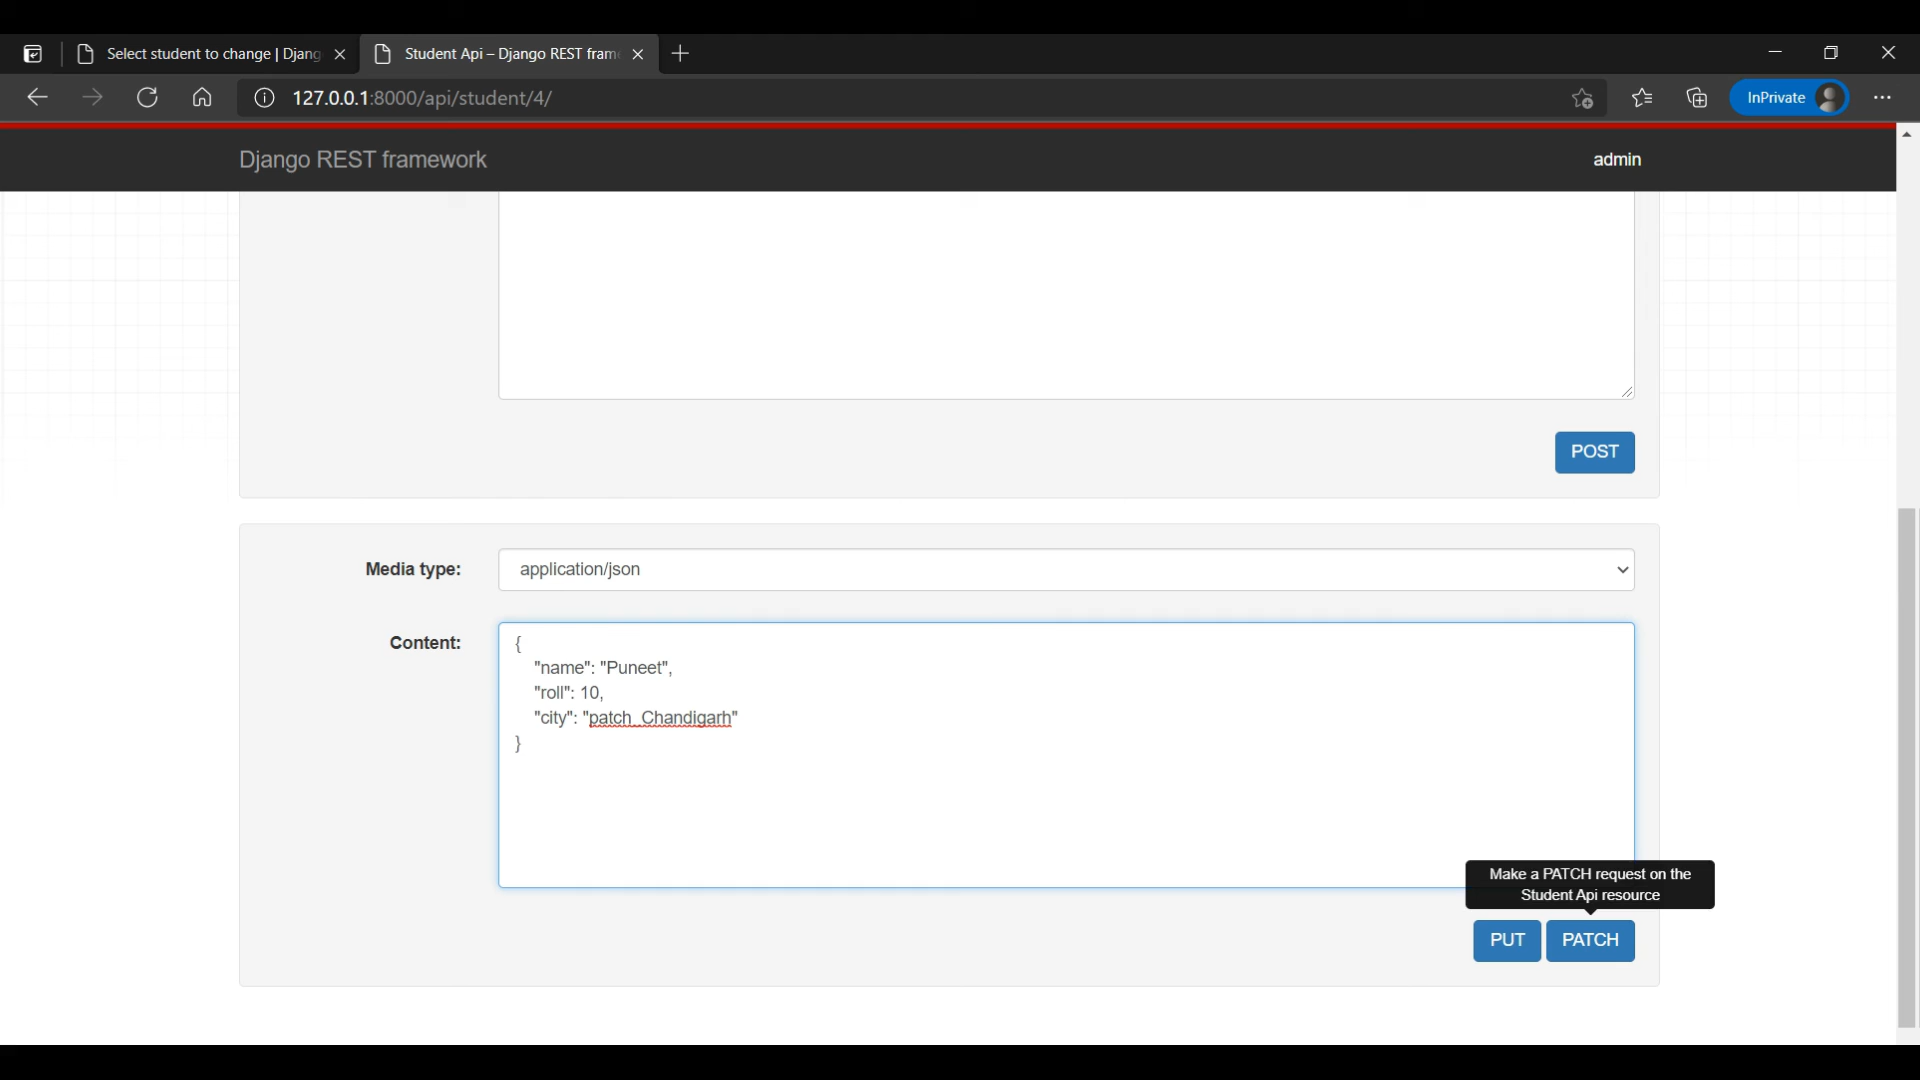 Select student to change | Djang
Student Api – Django REST fram
127.0.0.1:8000/api/student/4/
InPrivate
Django REST framework
admin
POST
Media type:
application/json
Content:
{
"name": "Puneet",
"roll": 10,
"city": "patch_Chandigarh"
}
Make a PATCH request on the
Student Api resource
PUT
PATCH